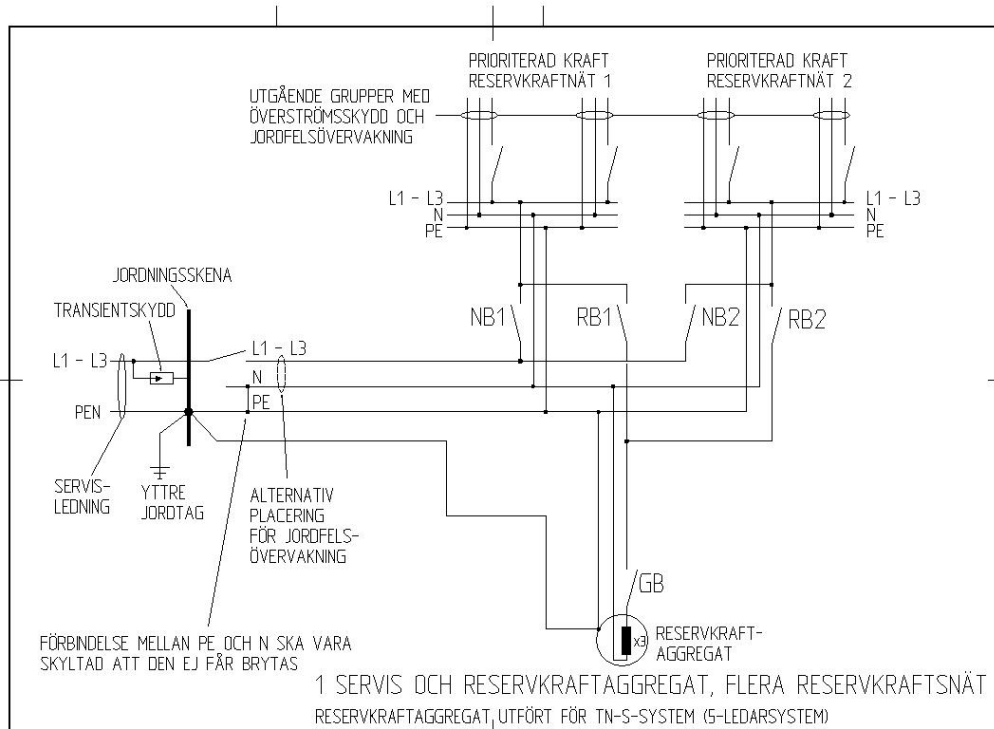 PRIORITERAD KRAFT
RESERVKRAFTNÄT 1
PRIORITERAD KRAFT
RESERVKRAFTNÄT 2
UTGÅENDE GRUPPER MED
ÖVERSTRÖMSSKYDD OCH
JORDFELSÖVERVAKNING
L1 - L3
N
PE
L1 - L3
N
PE
JORDNINGSSKENA
TRANSIENTSKYDD
NB1
RB1
NB2
RB2
L1 - L3
L1 - L3
N
PE
PEN
SERVIS-
LEDNING
YTTRE
JORDTAG
ALTERNATIV
PLACERING
FÖR JORDFELS-
ÖVERVAKNING
GB
x3
RESERVKRAFT-
AGGREGAT
FÖRBINDELSE MELLAN PE OCH N SKA VARA
SKYLTAD ATT DEN EJ FÅR BRYTAS
1 SERVIS OCH RESERVKRAFTAGGREGAT, FLERA RESERVKRAFTSNÄT
RESERVKRAFTAGGREGAT UTFÖRT FÖR TN-S-SYSTEM (5-LEDARSYSTEM)